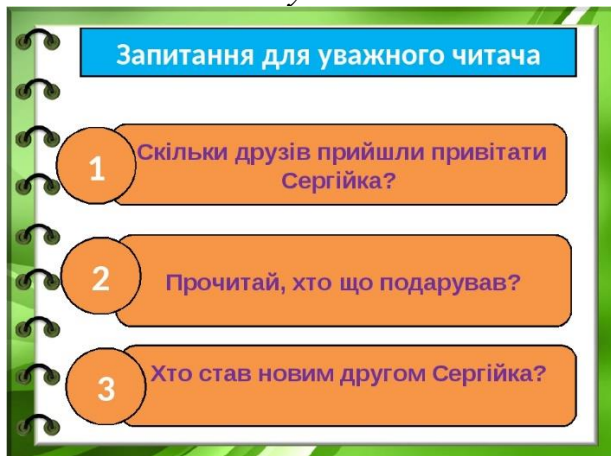 Запитання для уважного читача
1
Скільки друзів прийшли привітати
Сергійка?
2
Прочитай, хто що подарував?
3
Хто став новим другом Сергійка?